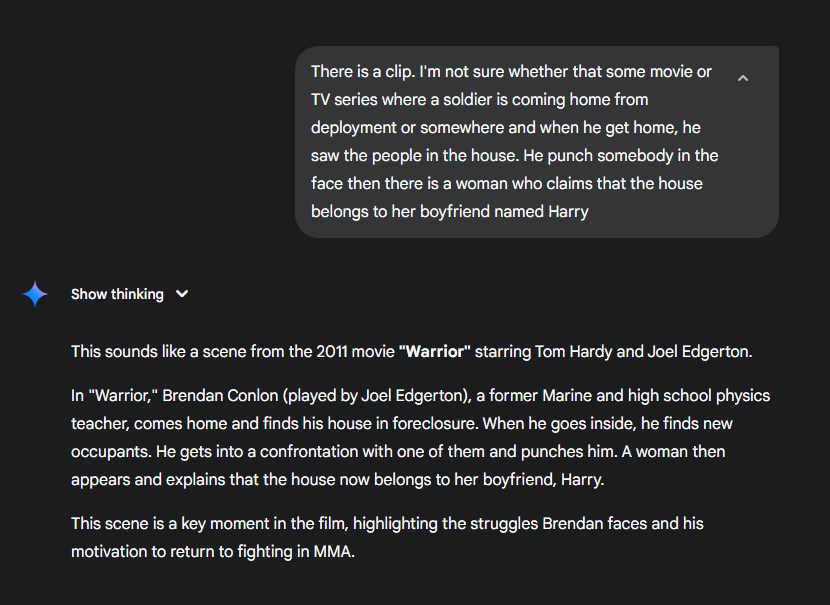 There is a clip. I'm not sure whether that some movie or
TV series where a soldier is coming home from
deployment or somewhere and when he get home, he
saw the people in the house. He punch somebody in the
face then there is a woman who claims that the house
belongs to her boyfriend named Harry
Show thinking
This sounds like a scene from the 2011 movie "Warrior" starring Tom Hardy and Joel Edgerton.
In "Warrior," Brendan Conlon (played by Joel Edgerton), a former Marine and high school physics
teacher, comes home and finds his house in foreclosure. When he goes inside, he finds new
occupants. He gets into a confrontation with one of them and punches him. A woman then
appears and explains that the house now belongs to her boyfriend, Harry.
This scene is a key moment in the film, highlighting the struggles Brendan faces and his
motivation to return to fighting in MMA.